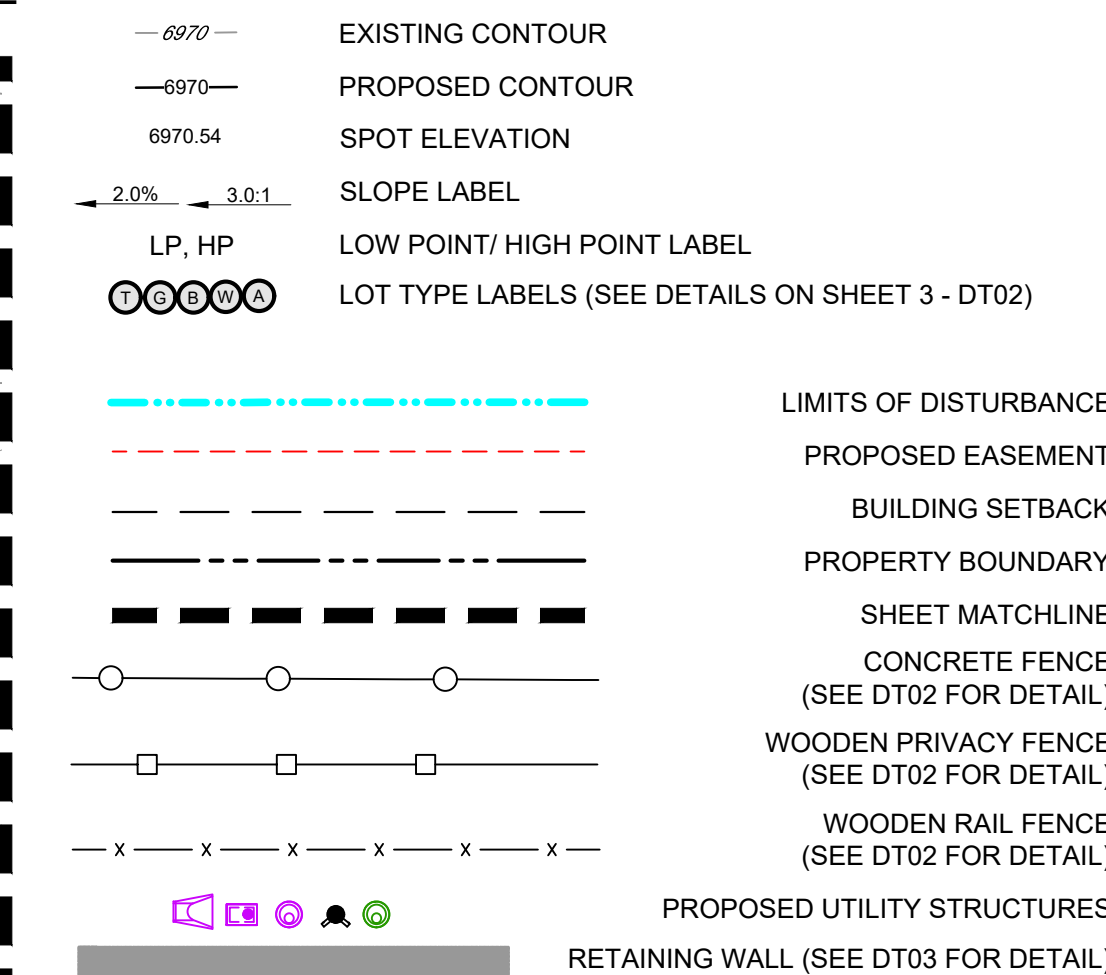 6970 EXISTING CONTOUR
6970 PROPOSED CONTOUR
6970.54 SPOT ELEVATION
2.0% 3.0:1 SLOPE LABEL
LP, HP LOW POINT/ HIGH POINT LABEL
T G B W A LOT TYPE LABELS (SEE DETAILS ON SHEET 3 - DT02)
LIMITS OF DISTURBANCE
PROPOSED EASEMENT
BUILDING SETBACK
PROPERTY BOUNDARY
SHEET MATCHLINE
CONCRETE FENCE
(SEE DT02 FOR DETAIL)
WOODEN PRIVACY FENCE
(SEE DT02 FOR DETAIL)
x x x x x x WOODEN RAIL FENCE
(SEE DT02 FOR DETAIL)
PROPOSED UTILITY STRUCTURES
RETAINING WALL (SEE DT03 FOR DETAIL)